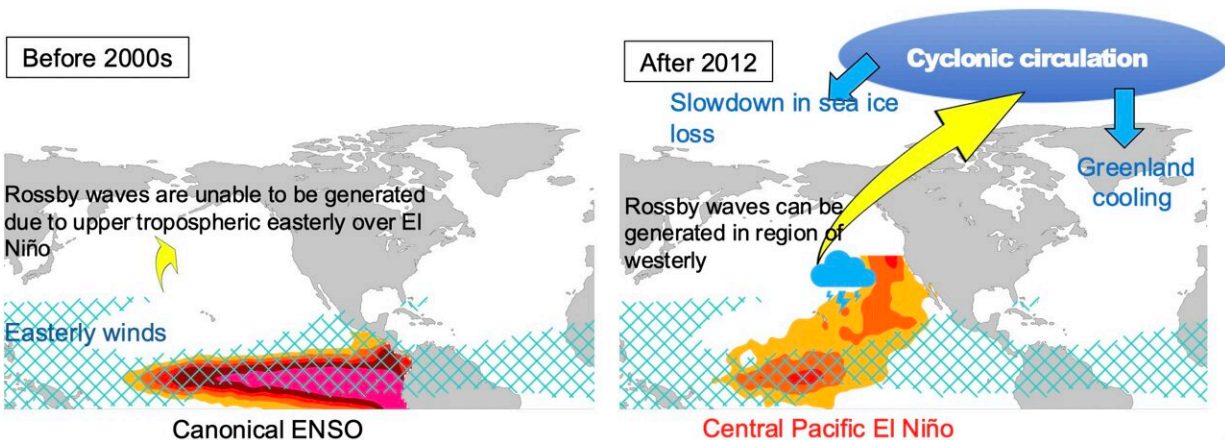 Before 2000s
Rossby waves are unable to be generated
due to upper tropospheric easterly over El
Niño
Easterly winds
Canonical ENSO
After 2012
Cyclonic circulation
Slowdown in sea ice
loss
Greenland
cooling
Rossby waves can be
generated in region of
westerly
Central Pacific El Niño